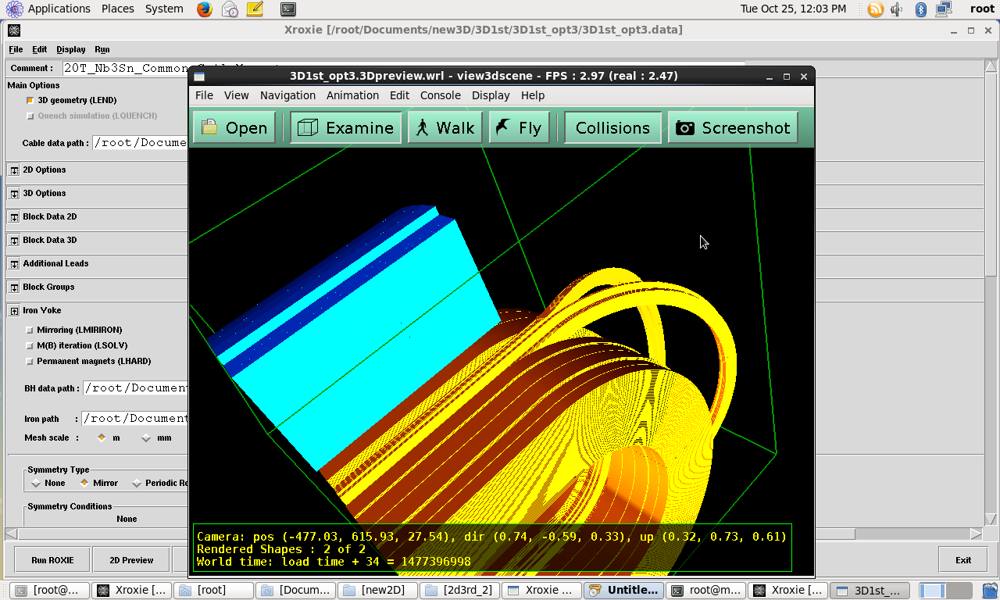 Applications Places System Tue Oct 25, 12:03 PM root
Xroxie [/root/Documents/new3D/3D1st/3D1st_opt3/3D1st_opt3.data]
File Edit Display Run
Comment : 20T_Nb3Sn_Common
Main Options
3D geometry (LEND)
Quench simulation (LQUENCH)
Cable data path : /root/Docume
2D Options
3D Options
Block Data 2D
Block Data 3D
Additional Leads
Block Groups
Iron Yoke
Mirroring (LMIRIRON)
M(B) iteration (LSOLV)
Permanent magnets (LHARD)
BH data path : /root/Document
Iron path : /root/Document
Mesh scale : m mm
Symmetry Type
None Mirror Periodic Ro
Symmetry Conditions
None
Run ROXIE 2D Preview Exit
3D1st_opt3.3Dpreview.wrl - view3dscene - FPS : 2.97 (real : 2.47)
File View Navigation Animation Edit Console Display Help
Open Examine Walk Fly Collisions Screenshot
Camera: pos (-477.03, 615.93, 27.54), dir (0.74, -0.59, 0.33), up (0.32, 0.73, 0.61)
Rendered Shapes : 2 of 2
World time: load time + 34 = 1477396998
[root@... Xroxie [... [root] [Docum... [new2D] [2d3rd_2] Xroxie ... Untitle... root@m... Xroxie [... 3D1st_...